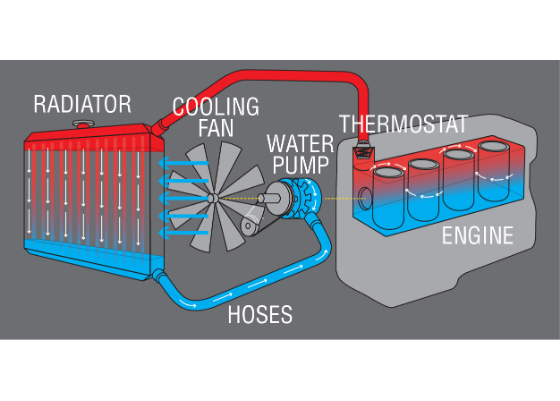 RADIATOR
COOLING
FAN
WATER
PUMP
THERMOSTAT
ENGINE
HOSES